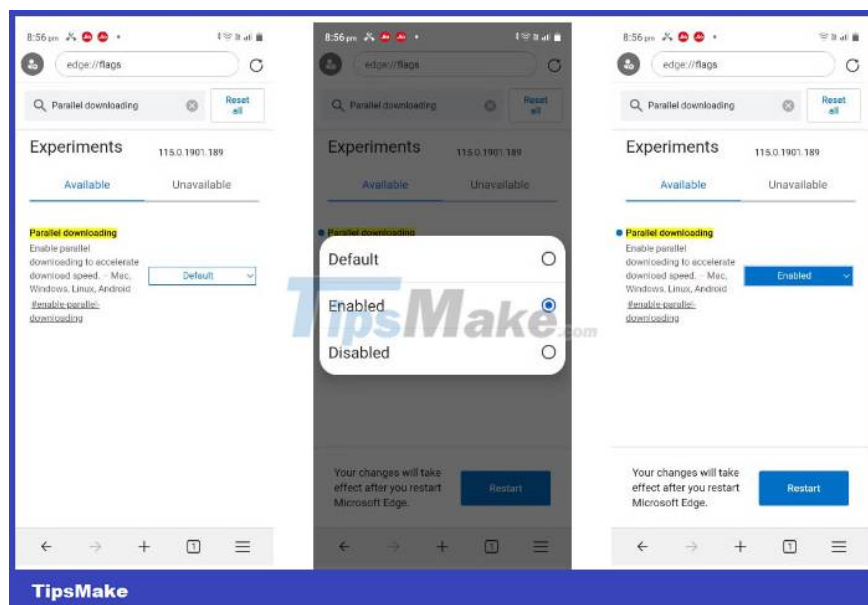 8:56 pm
edge://flags
Parallel downloading
Reset all
Experiments
115.0.1901.189
Available
Unavailable
Parallel downloading
Enable parallel
downloading to accelerate
download speed. – Mac,
Windows, Linux, Android
#enable-parallel-
downloading
Default
1
8:56 pm
edge://flags
Parallel downloading
Reset all
Experiments
115.0.1901.189
Available
Unavailable
Parallel downloading
Default
Enabled
Disabled
Your changes will take
effect after you restart
Microsoft Edge.
Restart
1
8:56 pm
edge://flags
Parallel downloading
Reset all
Experiments
115.0.1901.189
Available
Unavailable
Parallel downloading
Enable parallel
downloading to accelerate
download speed. – Mac,
Windows, Linux, Android
#enable-parallel-
downloading
Enabled
Your changes will take
effect after you restart
Microsoft Edge.
Restart
1
TipsMake.com
TipsMake